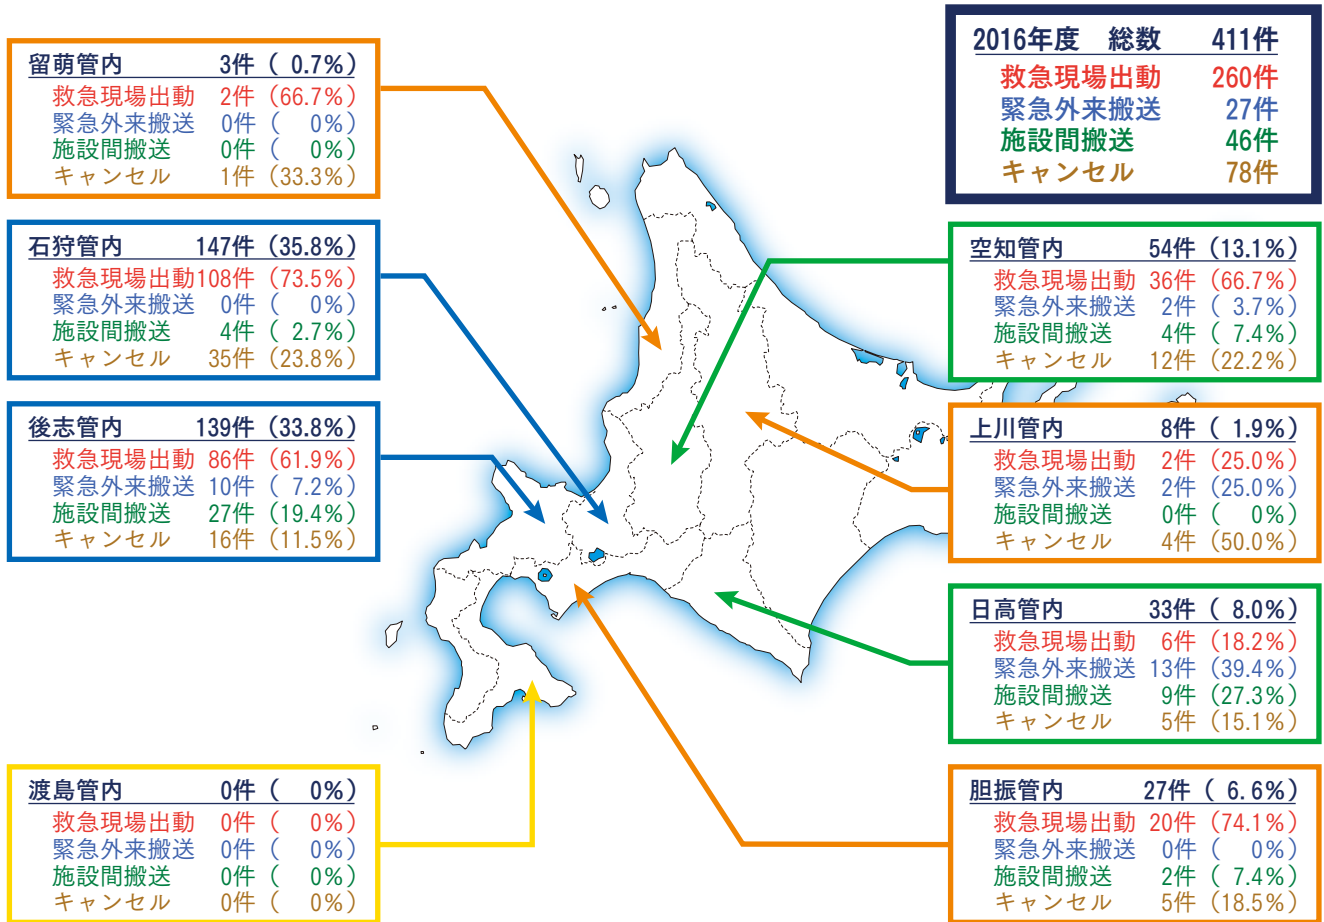 2016年度 総数 411件
救急現場出動 260件
緊急外来搬送 27件
施設間搬送 46件
キャンセル 78件
留萌管内 3件 ( 0.7%)
救急現場出動 2件 (66.7%)
緊急外来搬送 0件 ( 0%)
施設間搬送 0件 ( 0%)
キャンセル 1件 (33.3%)
石狩管内 147件 (35.8%)
救急現場出動108件 (73.5%)
緊急外来搬送 0件 ( 0%)
施設間搬送 4件 ( 2.7%)
キャンセル 35件 (23.8%)
後志管内 139件 (33.8%)
救急現場出動 86件 (61.9%)
緊急外来搬送 10件 ( 7.2%)
施設間搬送 27件 (19.4%)
キャンセル 16件 (11.5%)
渡島管内 0件 ( 0%)
救急現場出動 0件 ( 0%)
緊急外来搬送 0件 ( 0%)
施設間搬送 0件 ( 0%)
キャンセル 0件 ( 0%)
空知管内 54件 (13.1%)
救急現場出動 36件 (66.7%)
緊急外来搬送 2件 ( 3.7%)
施設間搬送 4件 ( 7.4%)
キャンセル 12件 (22.2%)
上川管内 8件 ( 1.9%)
救急現場出動 2件 (25.0%)
緊急外来搬送 2件 (25.0%)
施設間搬送 0件 ( 0%)
キャンセル 4件 (50.0%)
日高管内 33件 ( 8.0%)
救急現場出動 6件 (18.2%)
緊急外来搬送 13件 (39.4%)
施設間搬送 9件 (27.3%)
キャンセル 5件 (15.1%)
胆振管内 27件 ( 6.6%)
救急現場出動 20件 (74.1%)
緊急外来搬送 0件 ( 0%)
施設間搬送 2件 ( 7.4%)
キャンセル 5件 (18.5%)